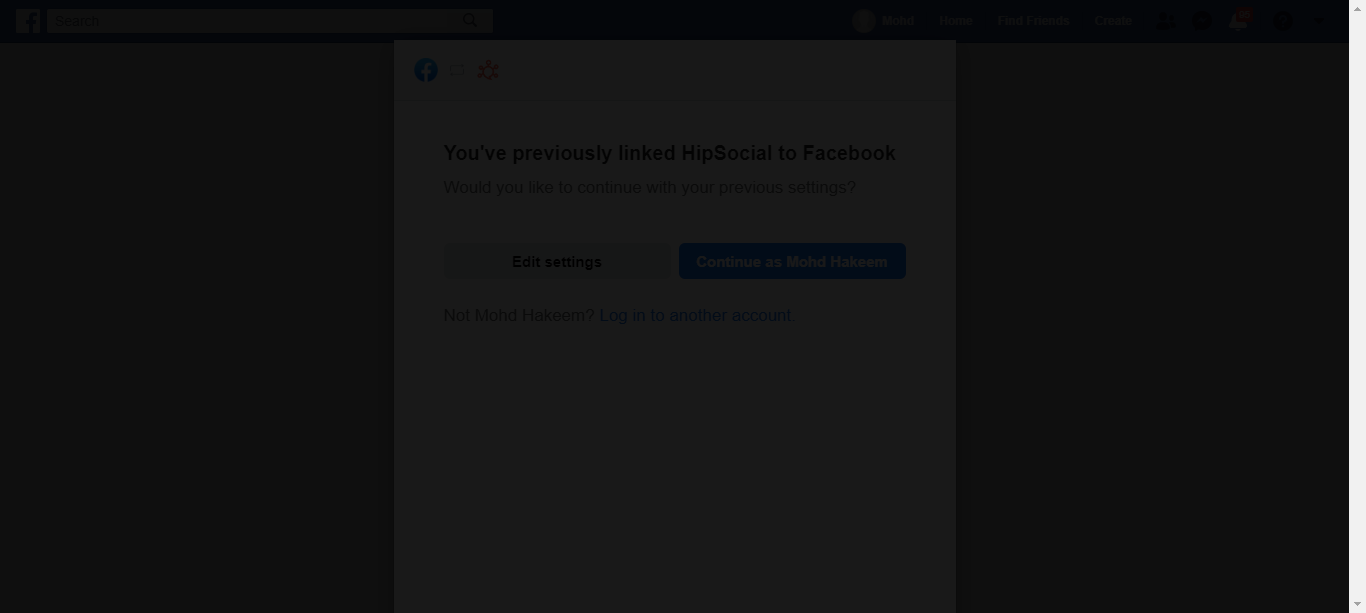 Search
Mohd Home Find Friends Create
You've previously linked HipSocial to Facebook
Would you like to continue with your previous settings?
Edit settings Continue as Mohd Hakeem
Not Mohd Hakeem? Log in to another account.